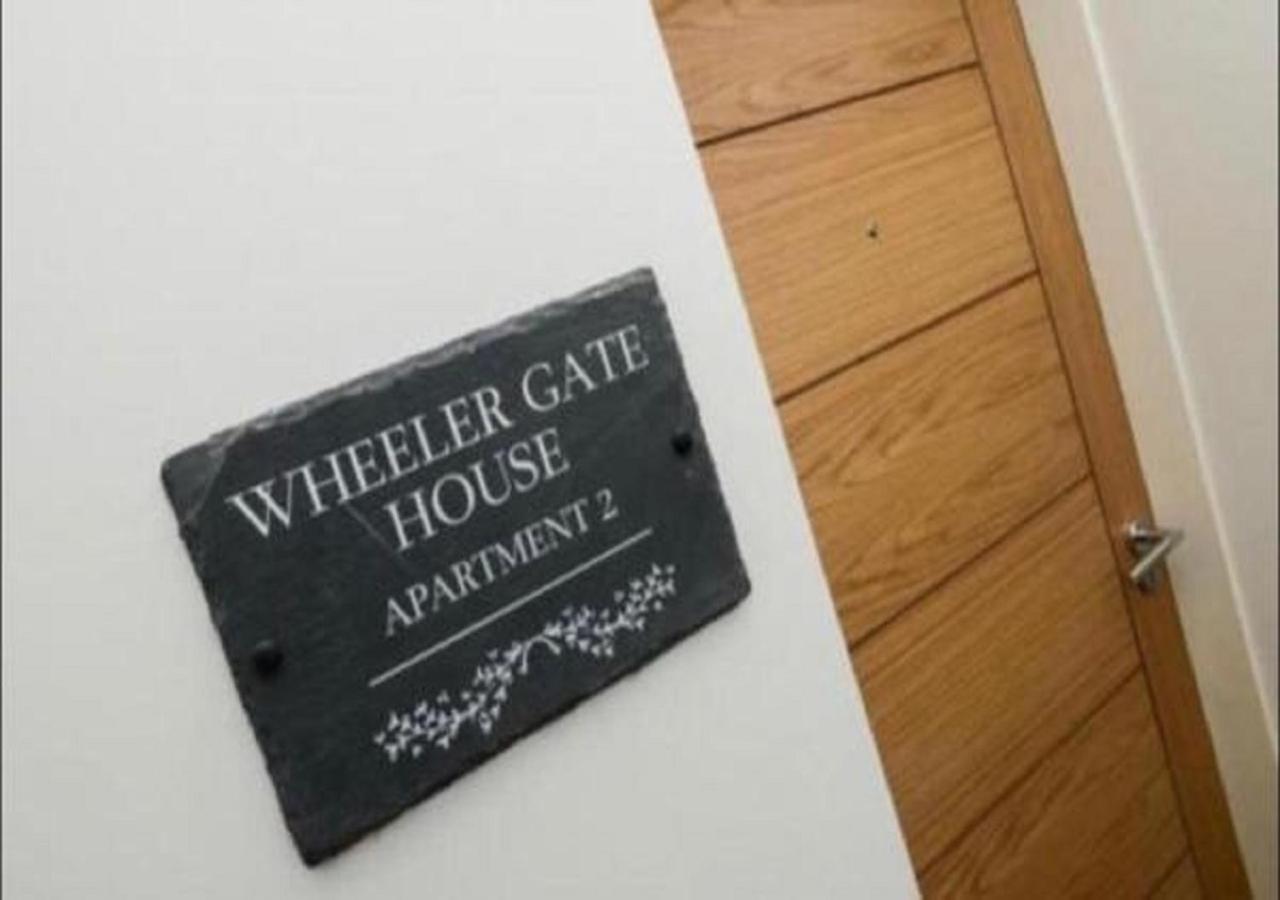 WHEELER GATE
HOUSE
APARTMENT 2